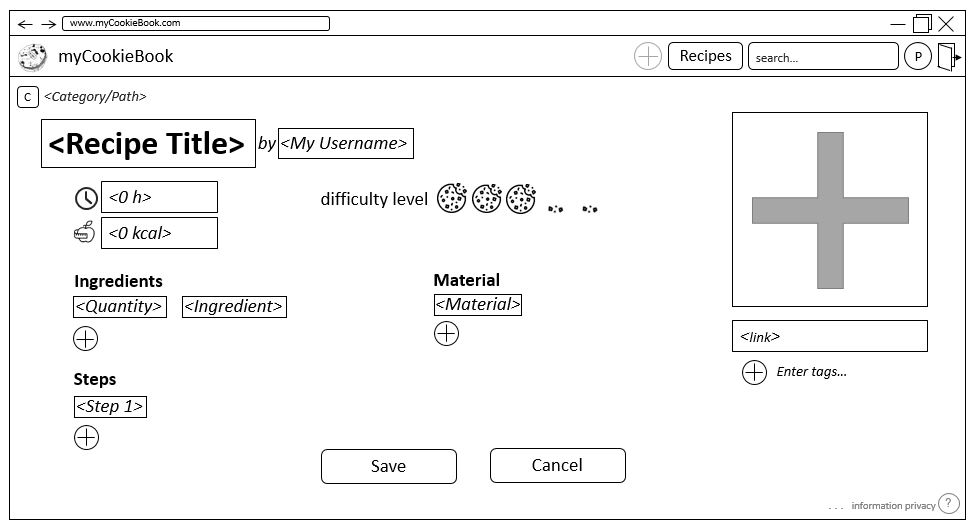 www.myCookieBook.com
myCookieBook
Recipes
search...
P
C <Category/Path>
<Recipe Title> by <My Username>
<0 h>
difficulty level
<0 kcal>
Ingredients
<Quantity> <Ingredient>
Material
<Material>
<link>
Enter tags...
Steps
<Step 1>
Save
Cancel
... information privacy ?